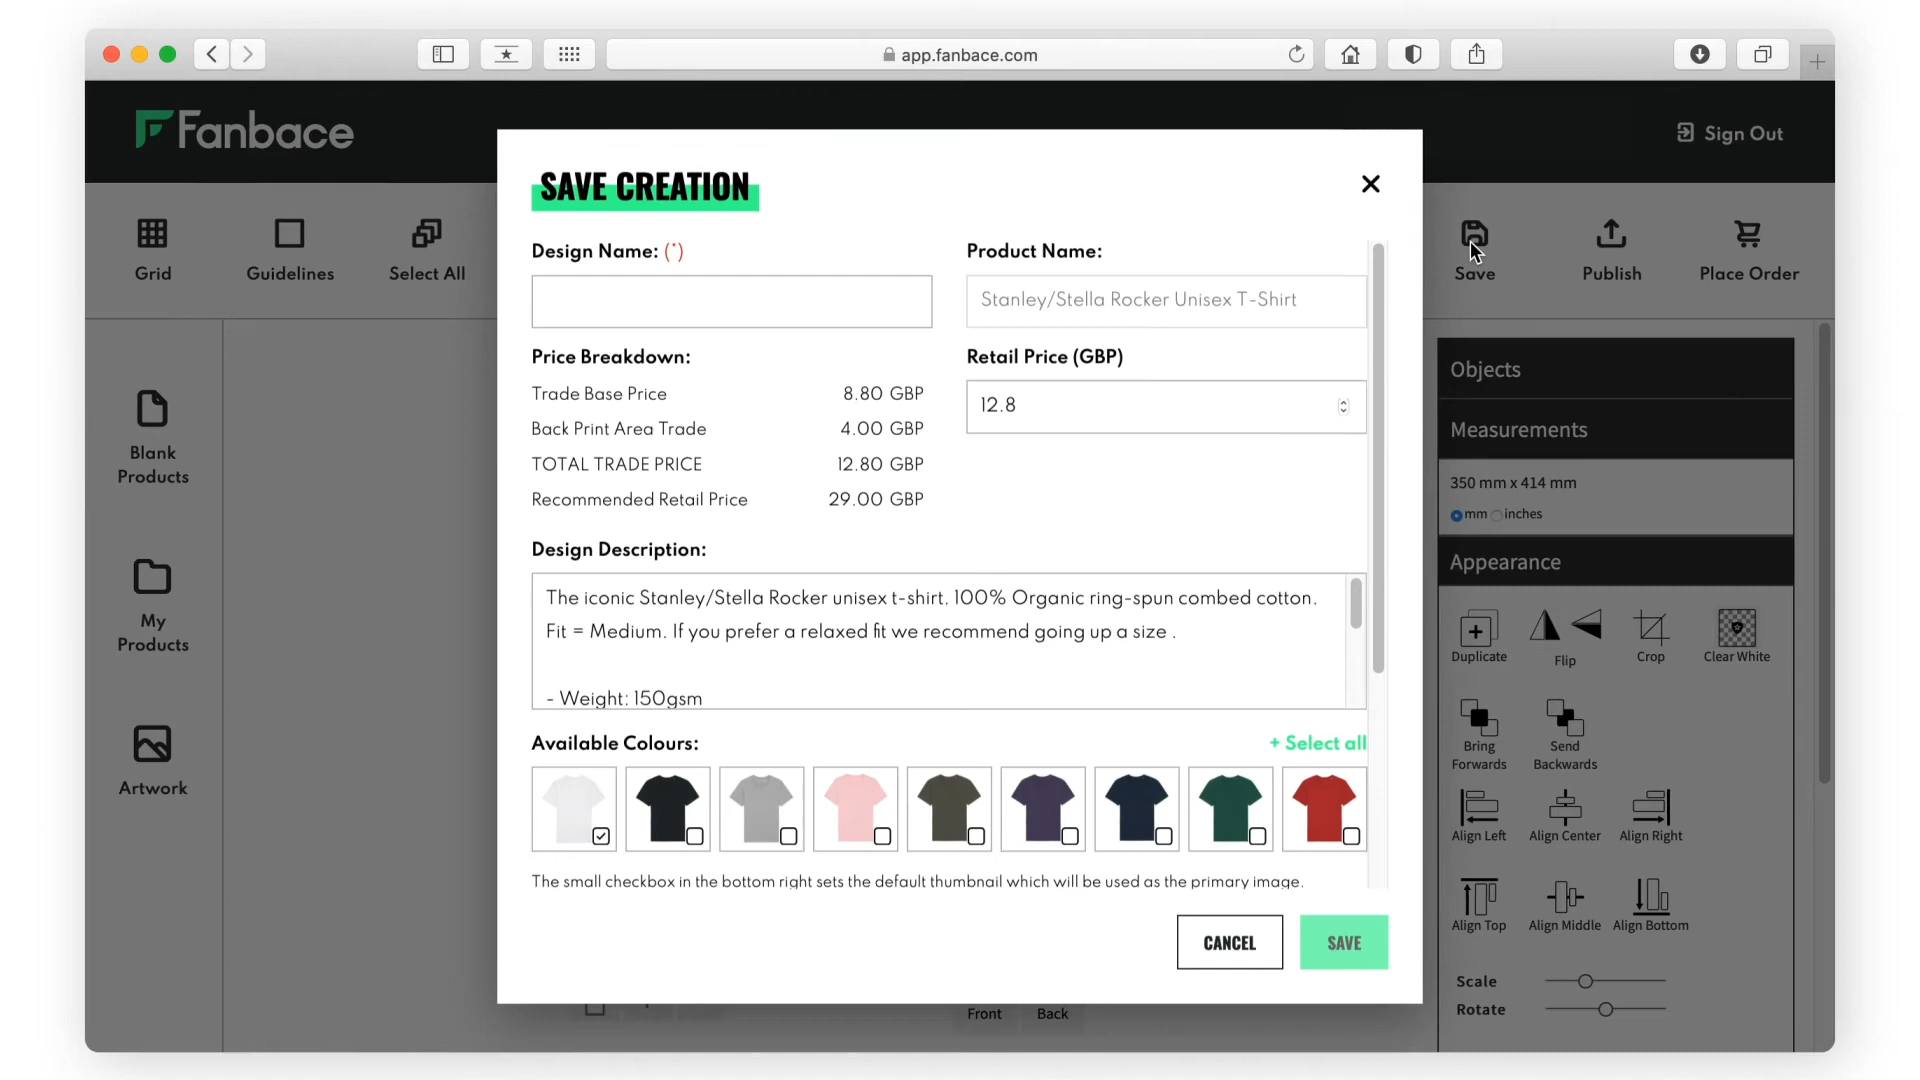 app.fanbace.com
Fanbace
Sign Out
Grid
Guidelines
Select All
Save
Publish
Place Order
Blank
Products
My
Products
Artwork
SAVE CREATION
Design Name: (*)
Product Name:
Stanley/Stella Rocker Unisex T-Shirt
Price Breakdown:
Trade Base Price 8.80 GBP
Back Print Area Trade 4.00 GBP
TOTAL TRADE PRICE 12.80 GBP
Recommended Retail Price 29.00 GBP
Retail Price (GBP)
12.8
Design Description:
The iconic Stanley/Stella Rocker unisex t-shirt. 100% Organic ring-spun combed cotton.
Fit = Medium. If you prefer a relaxed fit we recommend going up a size .
- Weight: 150gsm
Available Colours:
+ Select all
The small checkbox in the bottom right sets the default thumbnail which will be used as the primary image.
CANCEL
SAVE
Front
Back
Objects
Measurements
350 mm x 414 mm
mm inches
Appearance
Duplicate
Flip
Crop
Clear White
Bring
Forwards
Send
Backwards
Align Left
Align Center
Align Right
Align Top
Align Middle
Align Bottom
Scale
Rotate